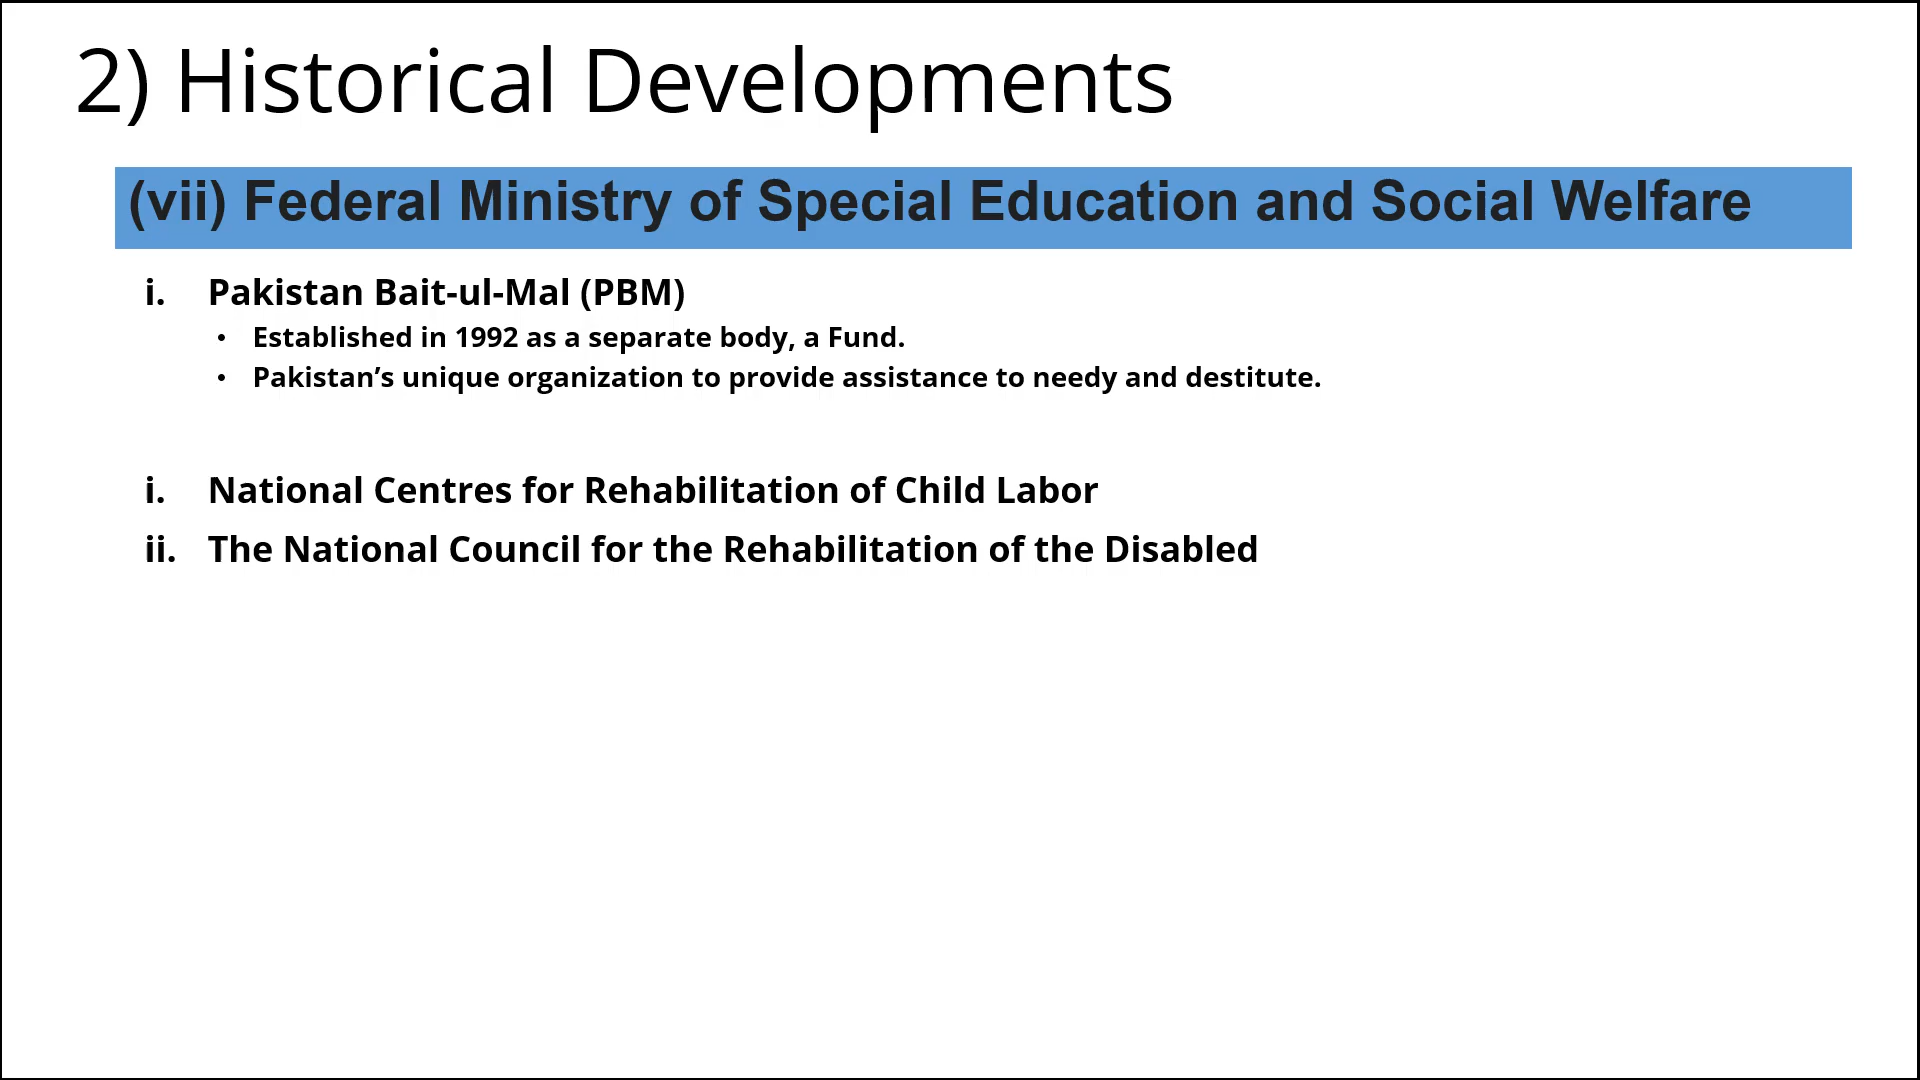 2) Historical Developments
(vii) Federal Ministry of Special Education and Social Welfare
i. Pakistan Bait-ul-Mal (PBM)
• Established in 1992 as a separate body, a Fund.
• Pakistan’s unique organization to provide assistance to needy and destitute.
i. National Centres for Rehabilitation of Child Labor
ii. The National Council for the Rehabilitation of the Disabled